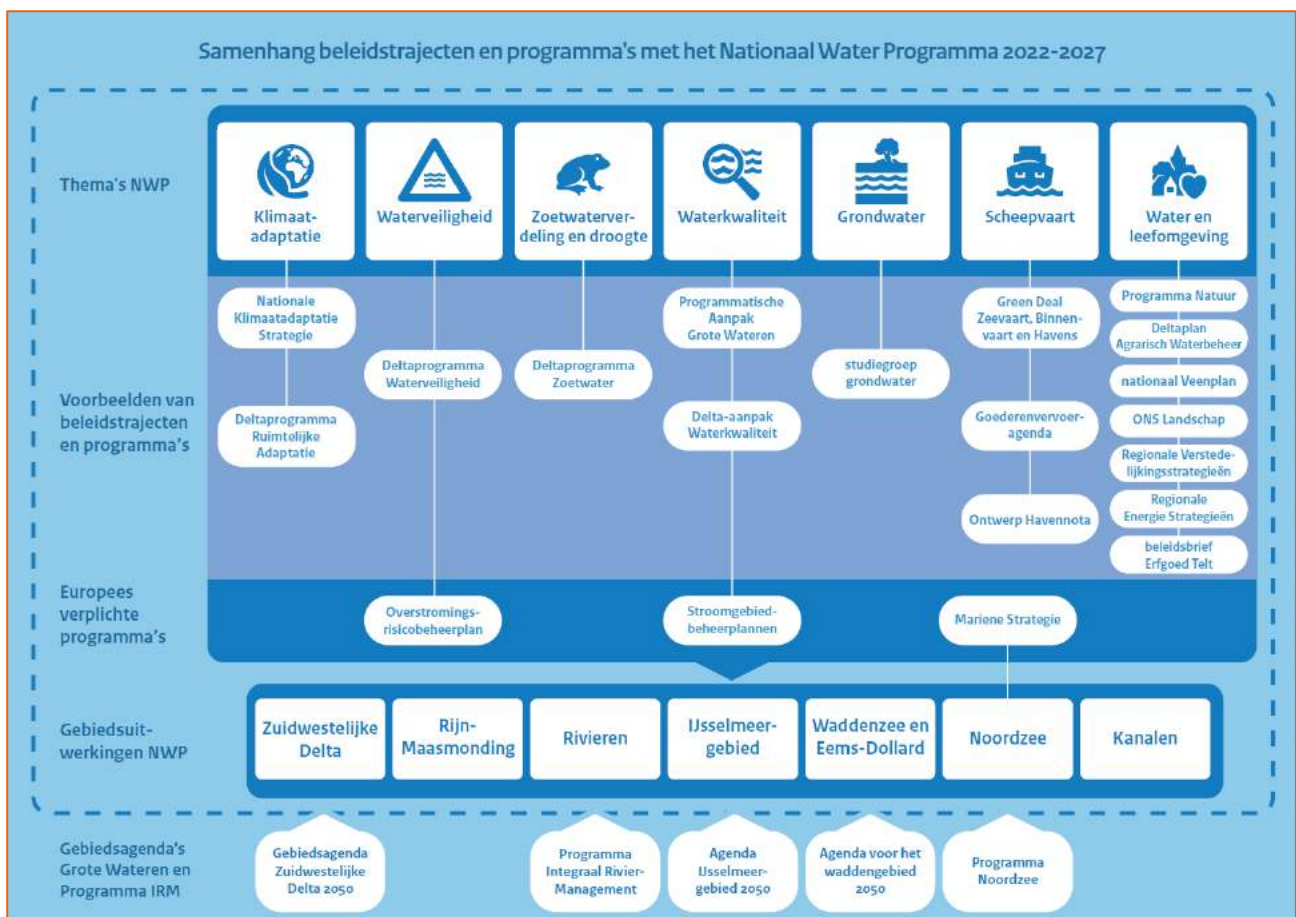 Samenhang beleidstrajecten en programma's met het Nationaal Water Programma 2022-2027
Thema's NWP
Klimaat-
adaptatie
Waterveiligheid
Zoetwaterver-
deling en droogte
Waterkwaliteit
Grondwater
Scheepvaart
Water en
leefomgeving
Voorbeelden van
beleidstrajecten
en programma's
Nationale
Klimaatadaptatie
Strategie
Deltaprogramma
Ruimtelijke
Adaptatie
Deltaprogramma
Waterveiligheid
Deltaprogramma
Zoetwater
Programmatische
Aanpak
Grote Wateren
Delta-aanpak
Waterkwaliteit
studiegroep
grondwater
Green Deal
Zeevaart, Binnen-
vaart en Havens
Goederenvervoer-
agenda
Ontwerp Havennota
Programma Natuur
Deltaplan
Agrarisch Waterbeheer
nationaal Veenplan
ONS Landschap
Regionale Verstede-
lijkingsstrategieën
Regionale
Energie Strategieën
beleidsbrief
Erfgoed Telt
Europees
verplichte
programma's
Overstromings-
risicobeheerplan
Stroomgebied-
beheerplannen
Mariene Strategie
Gebiedsuit-
werkingen NWP
Zuidwestelijke
Delta
Rijn-
Maasmonding
Rivieren
IJsselmeer-
gebied
Waddenzee en
Eems-Dollard
Noordzee
Kanalen
Gebiedsagenda's
Grote Wateren en
Programma IRM
Gebiedsagenda
Zuidwestelijke
Delta 2050
Programma
Integraal Rivier-
Management
Agenda
IJsselmeer-
gebied 2050
Agenda voor het
waddengebied
2050
Programma
Noordzee